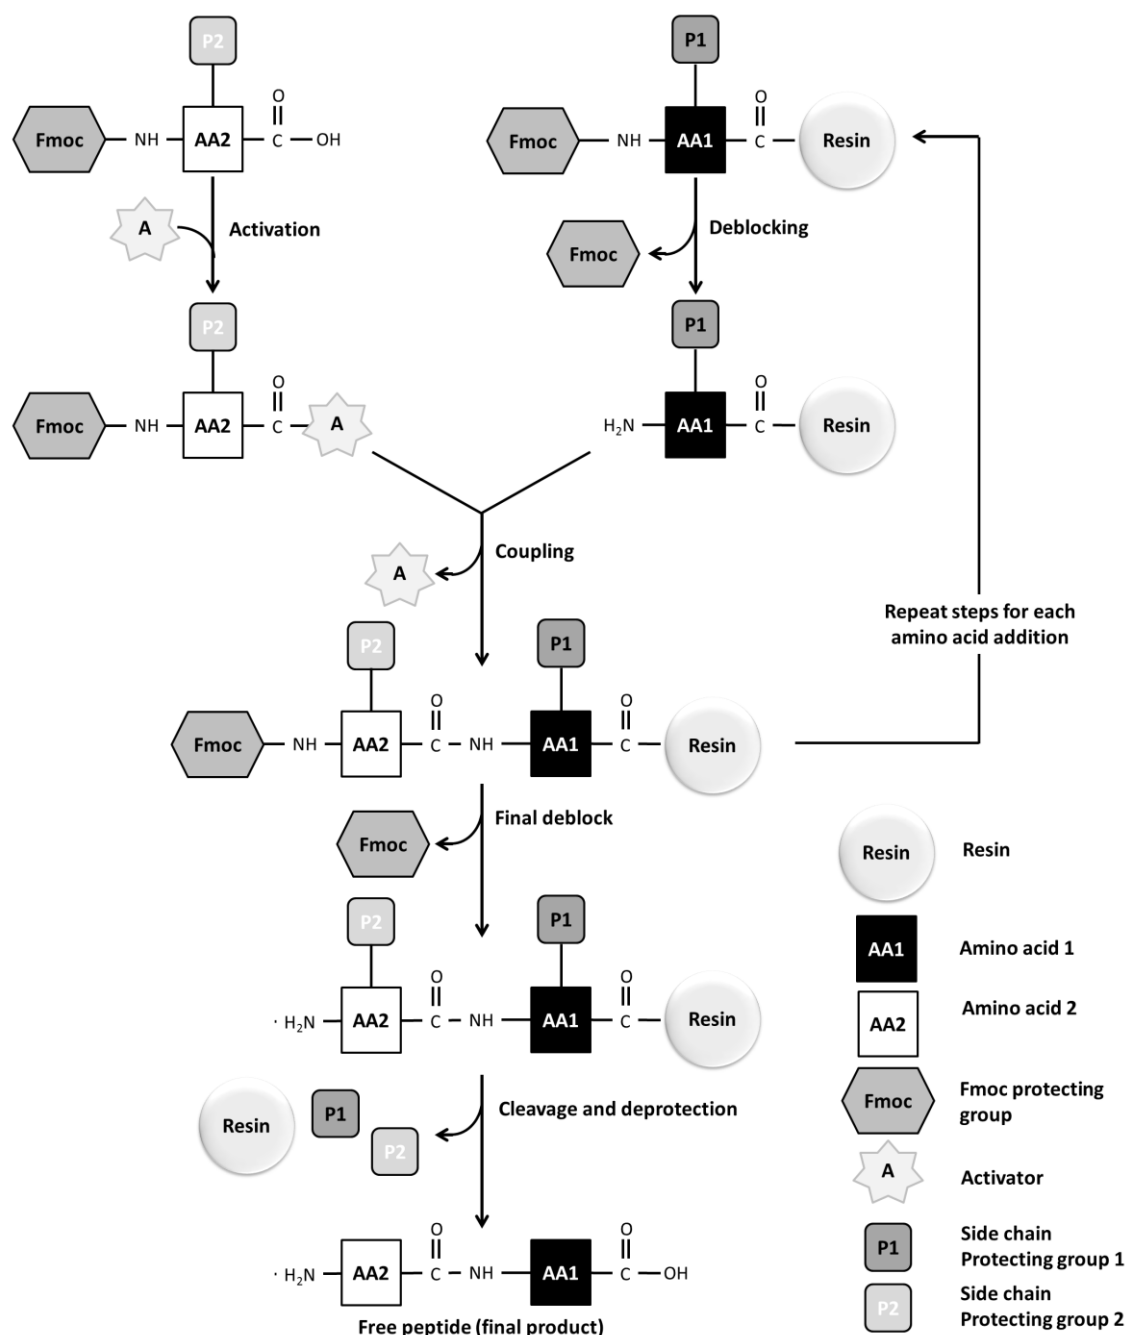 P2
P1
O
O
Fmoc NH AA2 C OH
Fmoc NH AA1 C Resin
A
Activation
Fmoc
Deblocking
P2
P1
O
O
Fmoc NH AA2 C A
H₂N AA1 C Resin
A
Coupling
Repeat steps for each
amino acid addition
P2
P1
O
O
Fmoc NH AA2 C NH AA1 C Resin
Fmoc
Final deblock
P2
P1
O
O
· H₂N AA2 C NH AA1 C Resin
Resin
P1
P2
Cleavage and deprotection
O
O
· H₂N AA2 C NH AA1 C OH
Free peptide (final product)
Resin Resin
AA1 Amino acid 1
AA2 Amino acid 2
Fmoc Fmoc protecting
group
A Activator
P1 Side chain
Protecting group 1
P2 Side chain
Protecting group 2